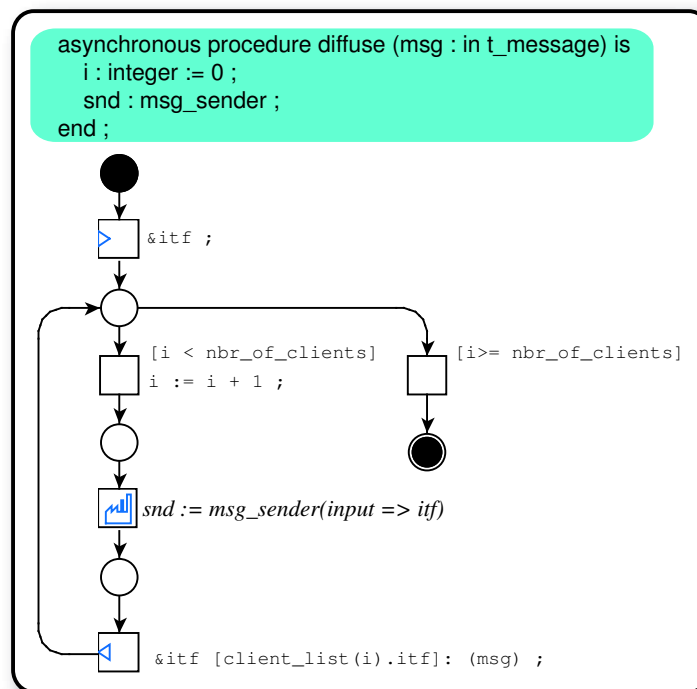 asynchronous procedure diffuse (msg : in t_message) is
i : integer := 0 ;
snd : msg_sender ;
end ;
&itf ;
[i < nbr_of_clients]
i := i + 1 ;
[i>= nbr_of_clients]
snd := msg_sender(input => itf)
&itf [client_list(i).itf]: (msg) ;